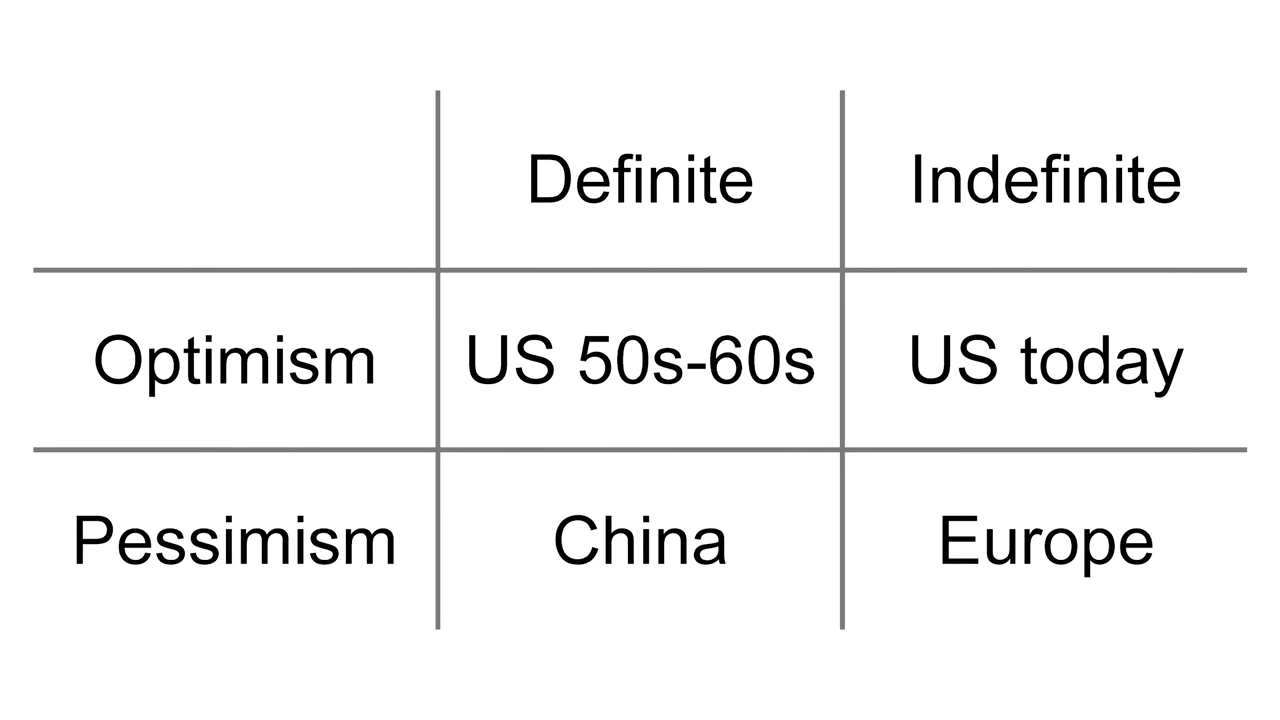 Definite Indefinite
Optimism US 50s-60s US today
Pessimism China Europe